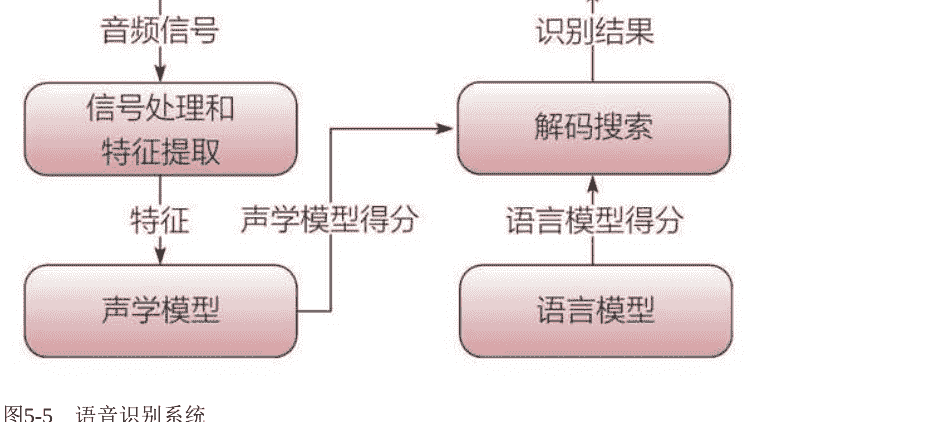 音频信号
识别结果
信号处理和
特征提取
解码搜索
特征
声学模型得分
语言模型得分
声学模型
语言模型
图5-5 语音识别系统